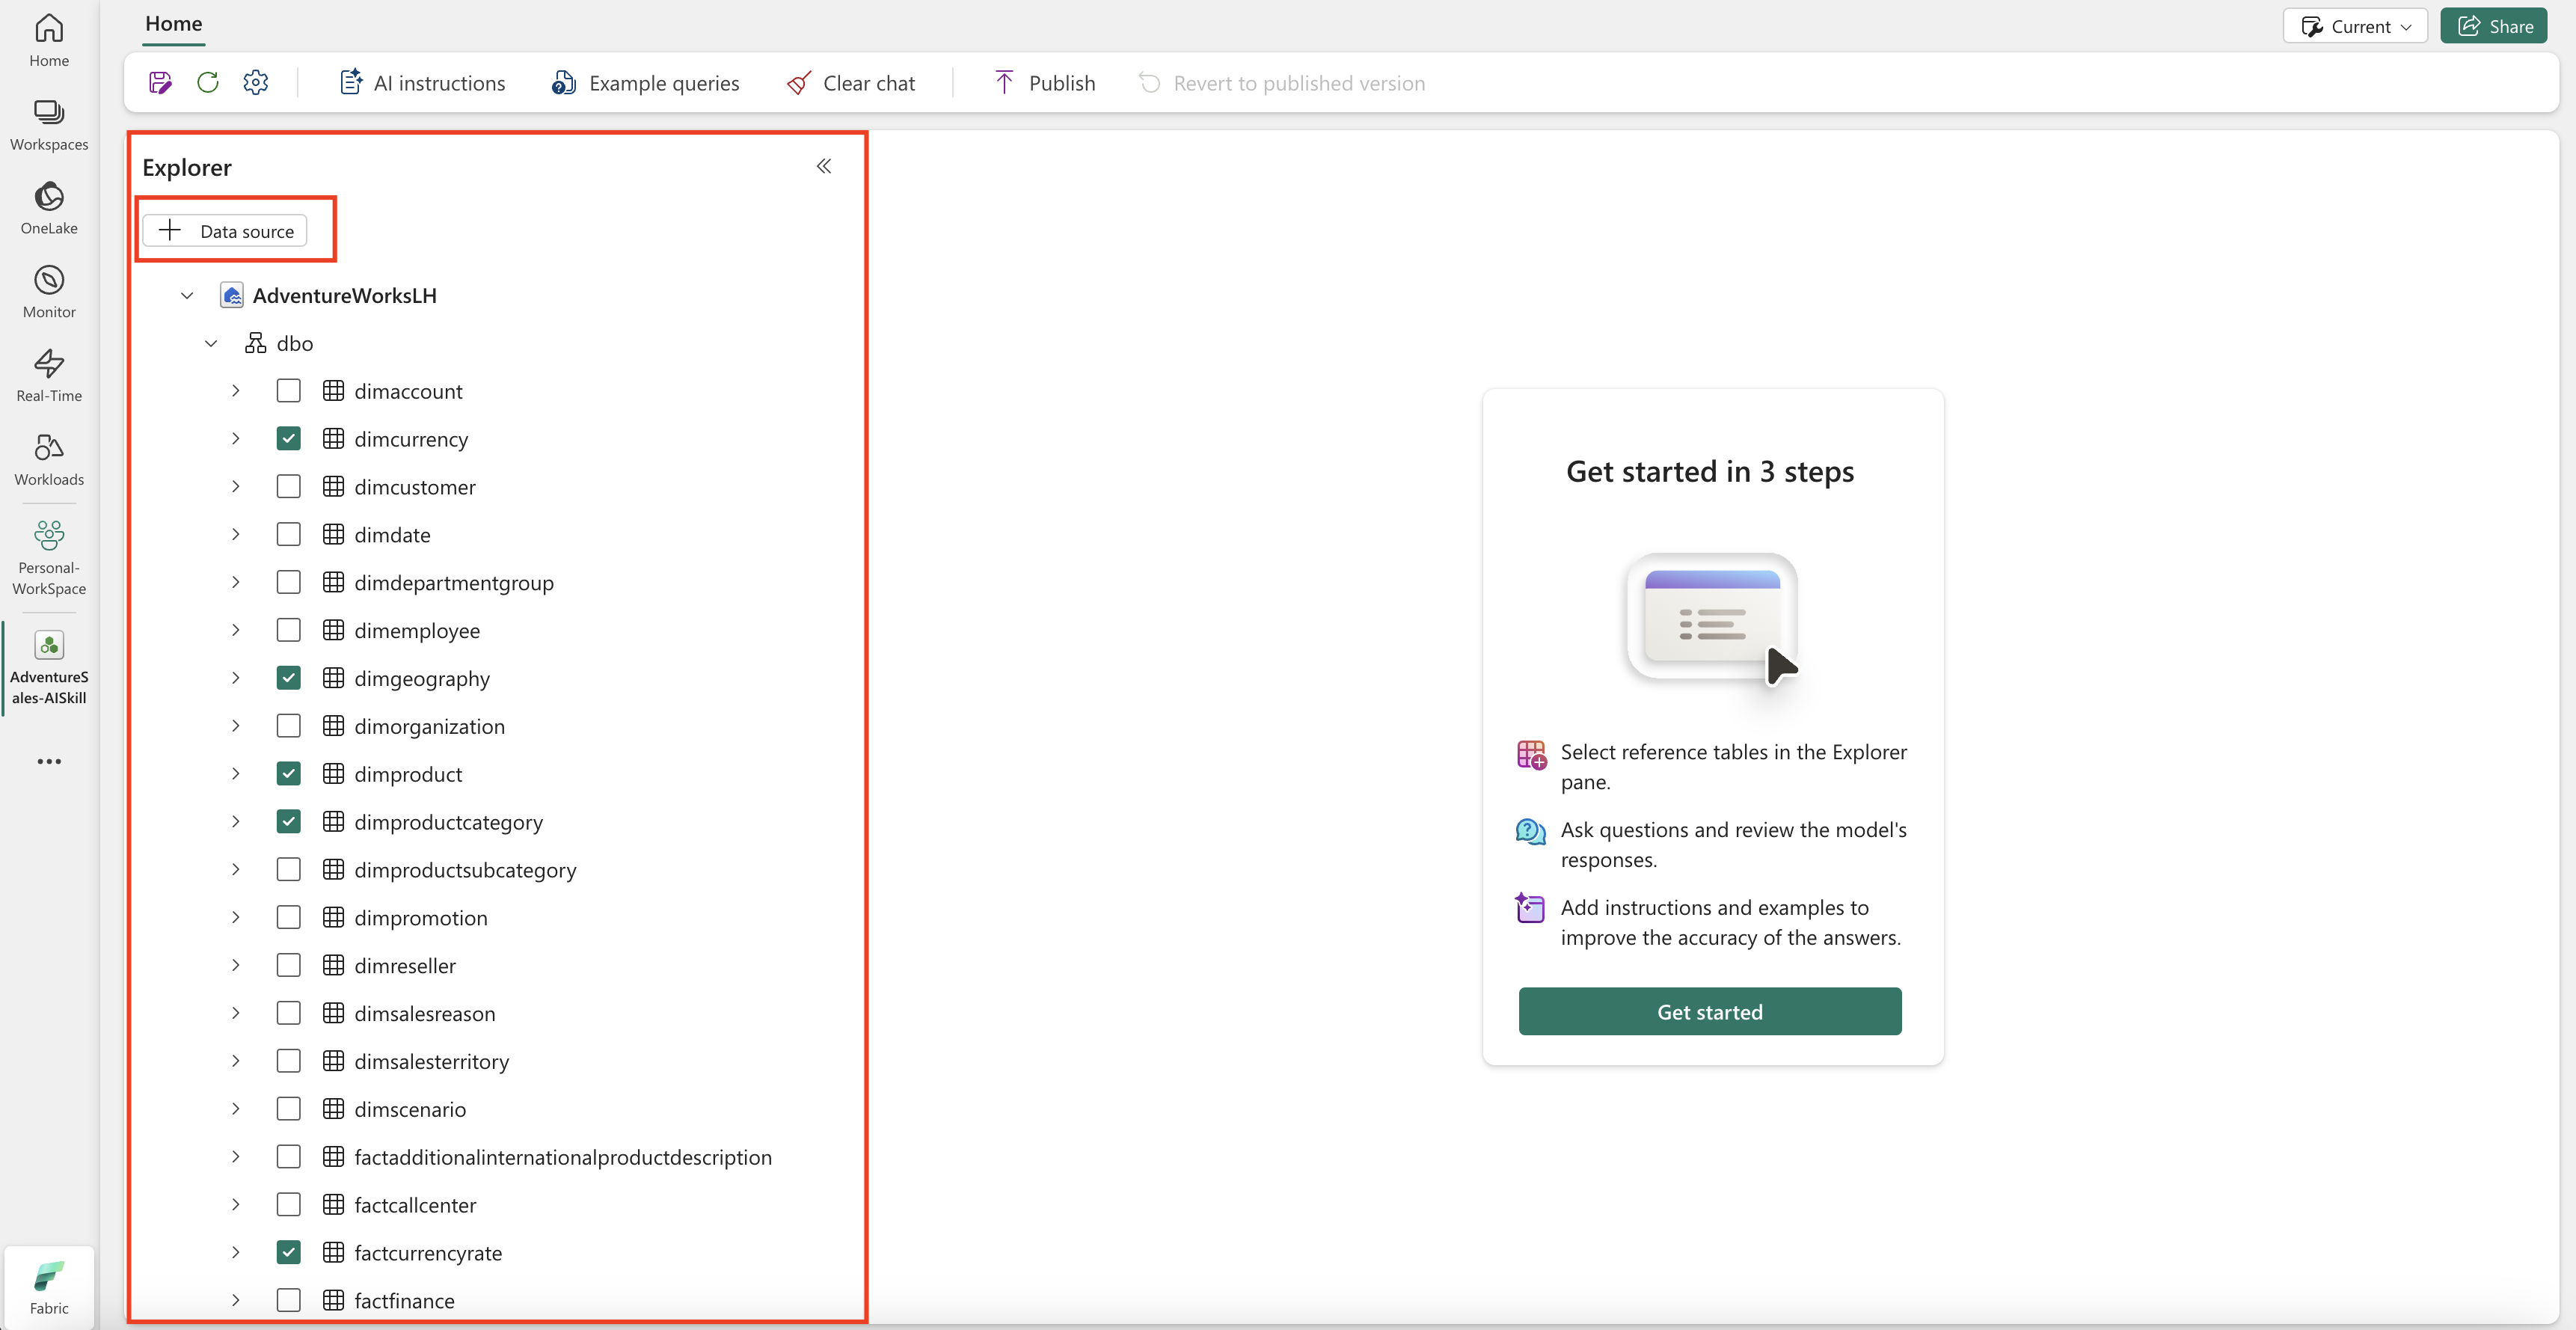 Home
Current
Share
AI instructions
Example queries
Clear chat
Publish
Revert to published version
Home
Workspaces
OneLake
Monitor
Real-Time
Workloads
Personal-
WorkSpace
AdventureS
ales-AISkill
Fabric
Explorer
Data source
AdventureWorksLH
dbo
dimaccount
dimcurrency
dimcustomer
dimdate
dimdepartmentgroup
dimemployee
dimgeography
dimorganization
dimproduct
dimproductcategory
dimproductsubcategory
dimpromotion
dimreseller
dimsalesreason
dimsalesterritory
dimscenario
factadditionalinternationalproductdescription
factcallcenter
factcurrencyrate
factfinance
Get started in 3 steps
Select reference tables in the Explorer
pane.
Ask questions and review the model's
responses.
Add instructions and examples to
improve the accuracy of the answers.
Get started